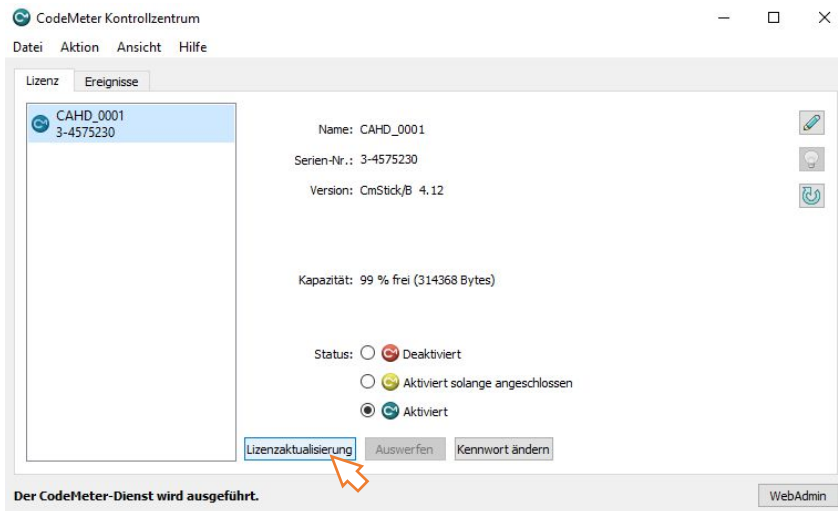 CodeMeter Kontrollzentrum
Datei Aktion Ansicht Hilfe
Lizenz Ereignisse
CAHD_0001
3-4575230
Name: CAHD_0001
Serien-Nr.: 3-4575230
Version: CmStick/B 4.12
Kapazität: 99 % frei (314368 Bytes)
Status: Deaktiviert
Aktiviert solange angeschlossen
Aktiviert
Lizenzaktualisierung Auswerfen Kennwort ändern
Der CodeMeter-Dienst wird ausgeführt. WebAdmin